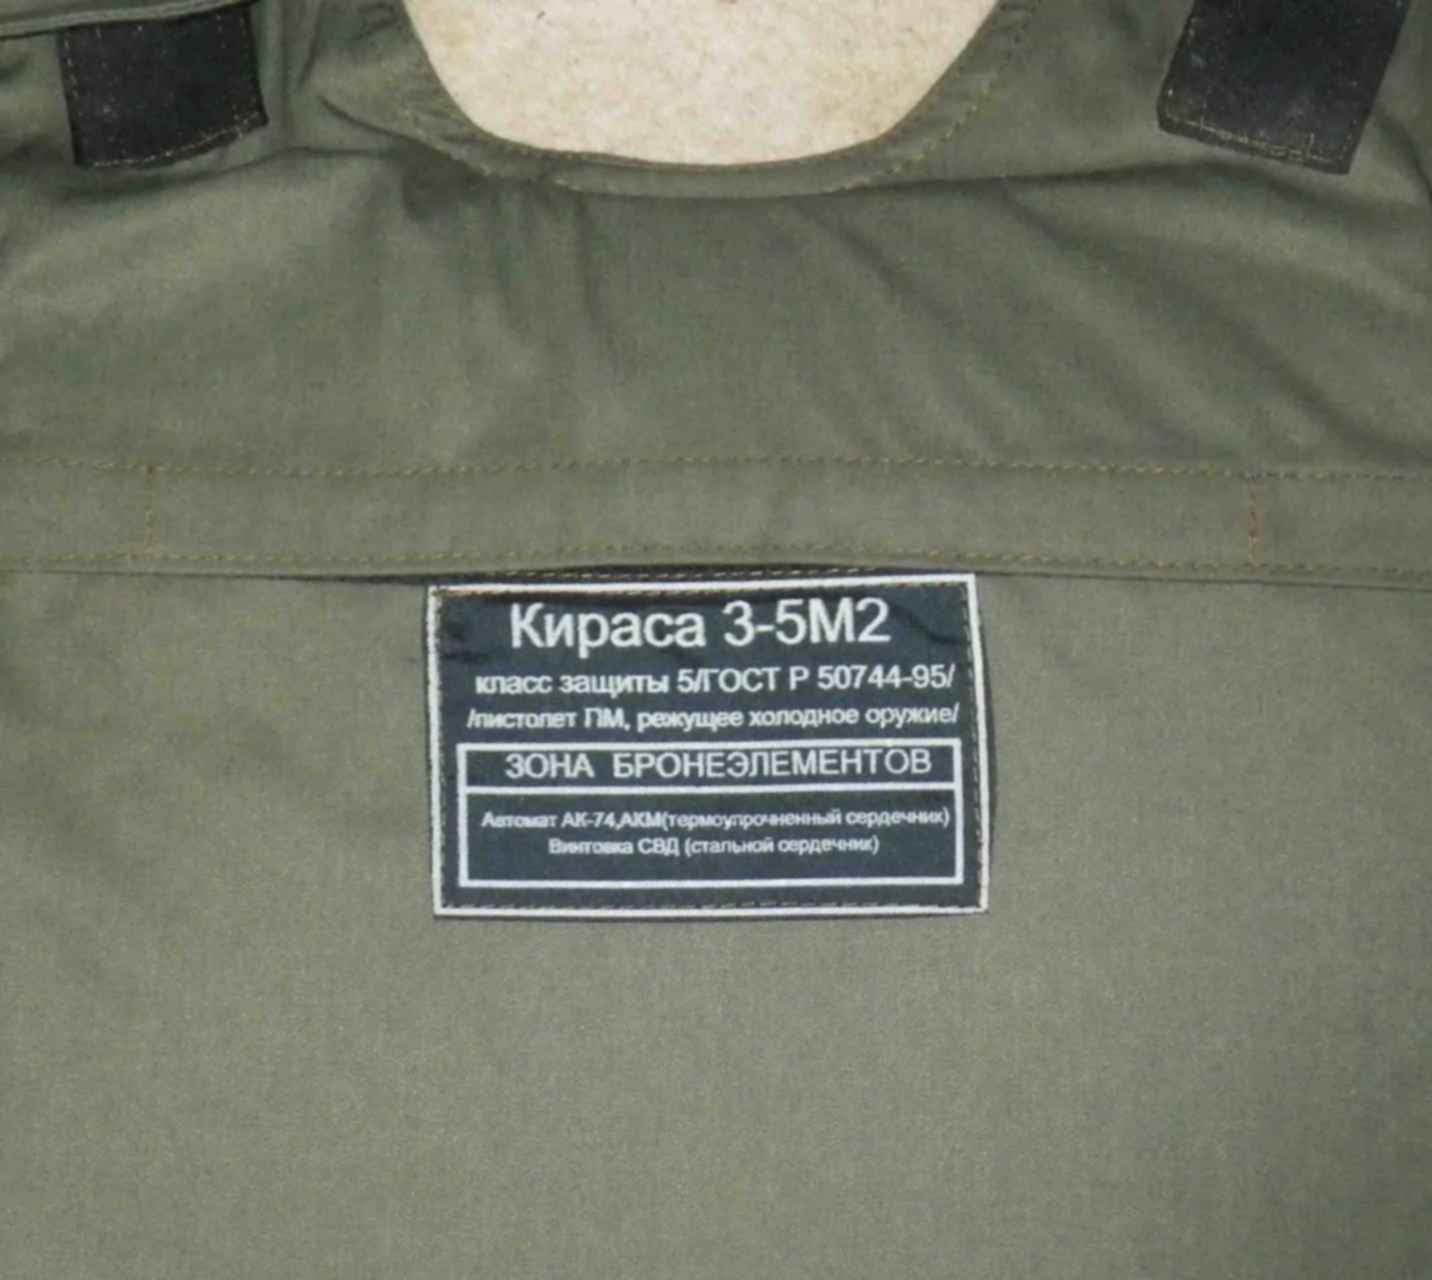 Кираса 3-5М2
класс защиты 5/ГОСТ Р 50744-95/
/пистолет ПМ, режущее холодное оружие/
ЗОНА БРОНЕЭЛЕМЕНТОВ
Автомат АК-74,АКМ(термоупрочненный сердечник)
Винтовка СВД (стальной сердечник)